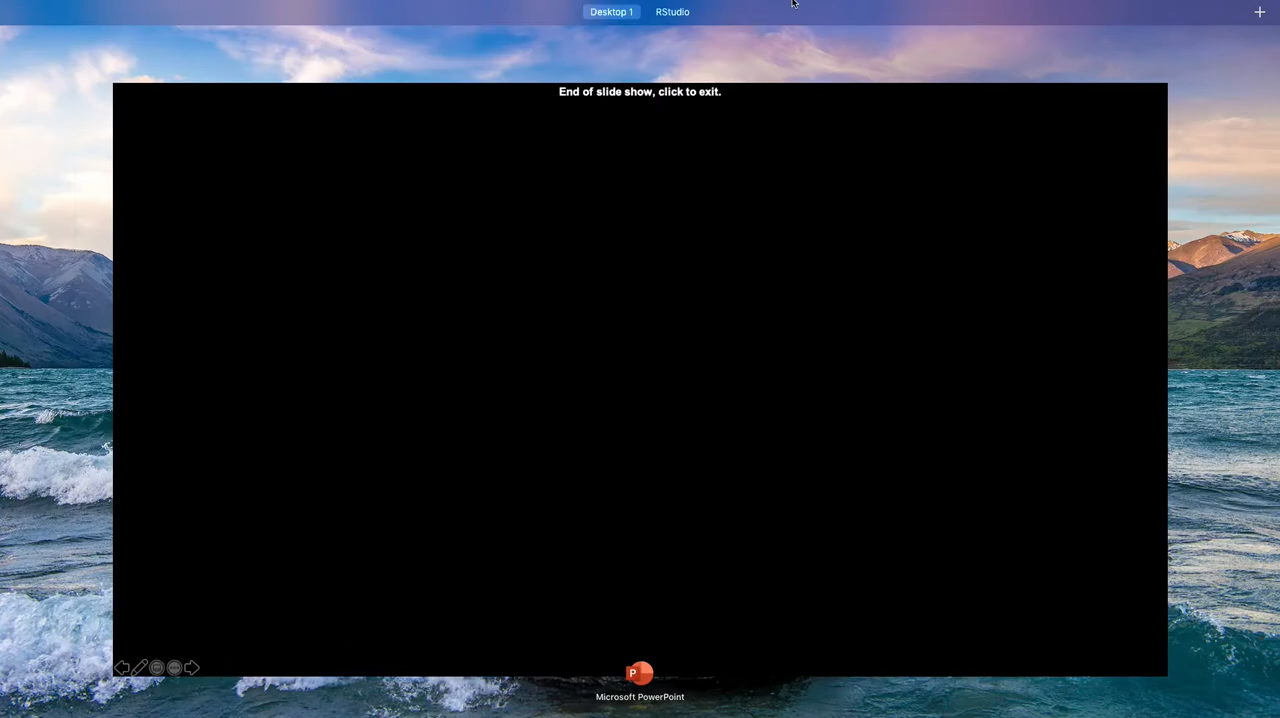 Desktop 1
RStudio
End of slide show, click to exit.
P
Microsoft PowerPoint